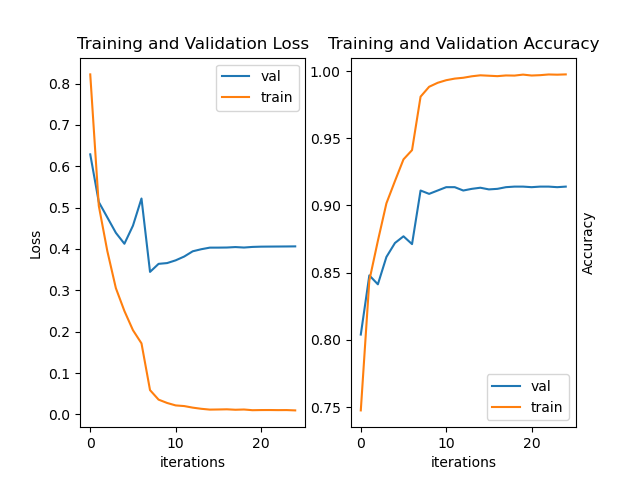 Training and Validation Loss
Training and Validation Accuracy
val
train
0.8
0.7
0.6
0.5
0.4
0.3
0.2
0.1
0.0
Loss
0
10
20
iterations
1.00
0.95
0.90
0.85
0.80
0.75
Accuracy
val
train
0
10
20
iterations